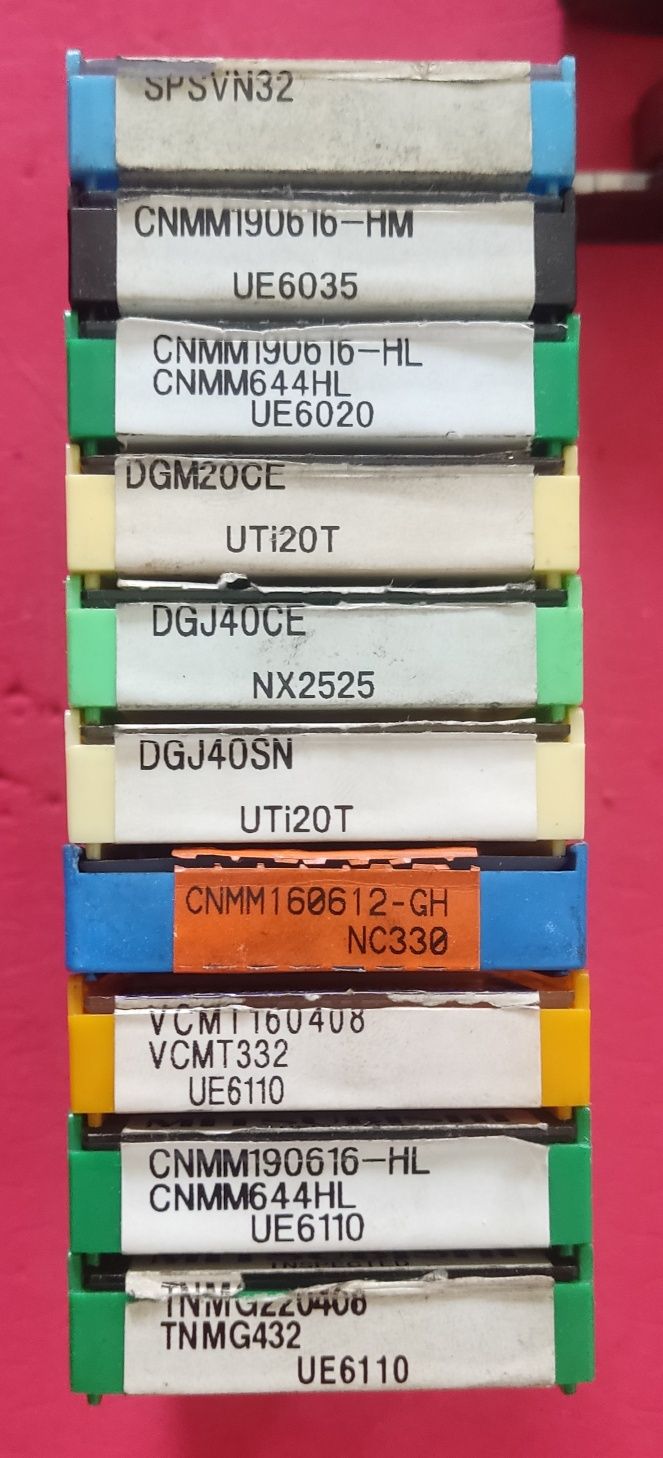 SPSVN32
CNMM190616-HM
UE6035
CNMM190616-HL
CNMM644HL
UE6020
DGM20CE
UTi20T
DGJ40CE
NX2525
DGJ40SN
UTi20T
CNMM160612-GH
NC330
VCMT160408
VCMT332
UE6110
CNMM190616-HL
CNMM644HL
UE6110
INSPECTED
TNMG220408
TNMG432
UE6110